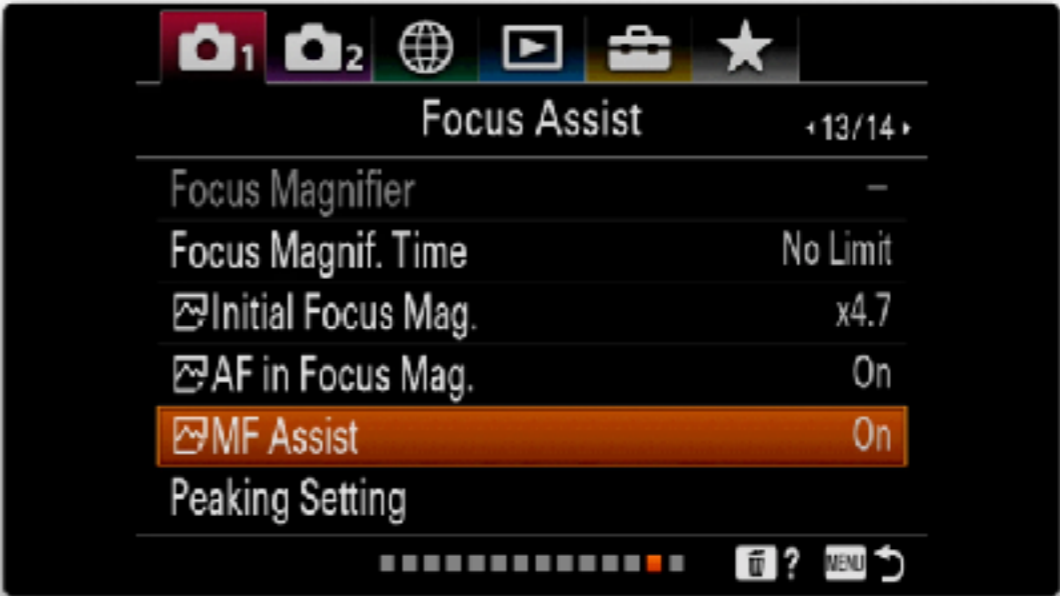 1 2
Focus Assist 13/14
Focus Magnifier –
Focus Magnif. Time No Limit
Initial Focus Mag. x4.7
AF in Focus Mag. On
MF Assist On
Peaking Setting
? MENU